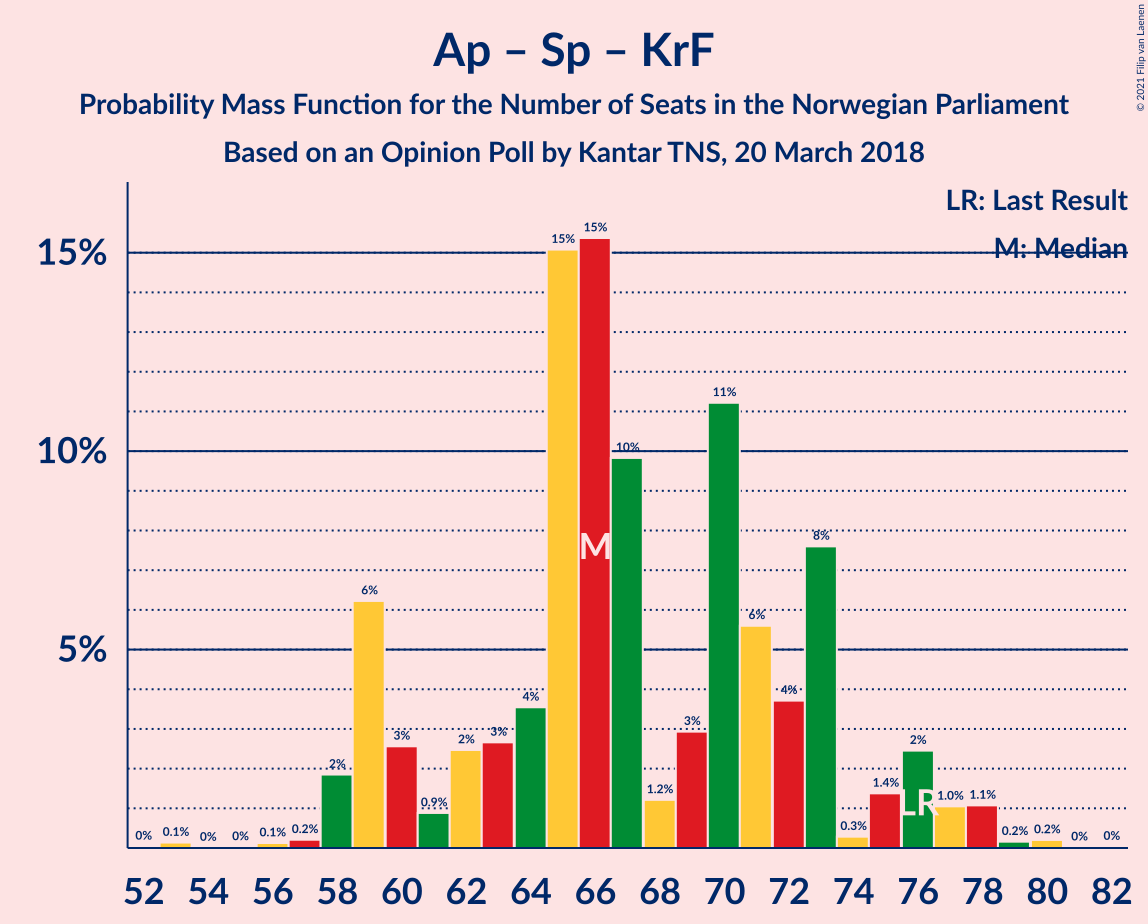 Ap – Sp – KrF
Probability Mass Function for the Number of Seats in the Norwegian Parliament
Based on an Opinion Poll by Kantar TNS, 20 March 2018
© 2021 Filip van Laenen
LR: Last Result
M: Median
15%
10%
5%
0% 0.1% 0% 0% 0.1% 0.2% 2% 6% 3% 0.9% 2% 3% 4% 15% 15% 10% 1.2% 3% 11% 6% 4% 8% 0.3% 1.4% 2% 1.0% 1.1% 0.2% 0.2% 0% 0%
M
LR
52 54 56 58 60 62 64 66 68 70 72 74 76 78 80 82